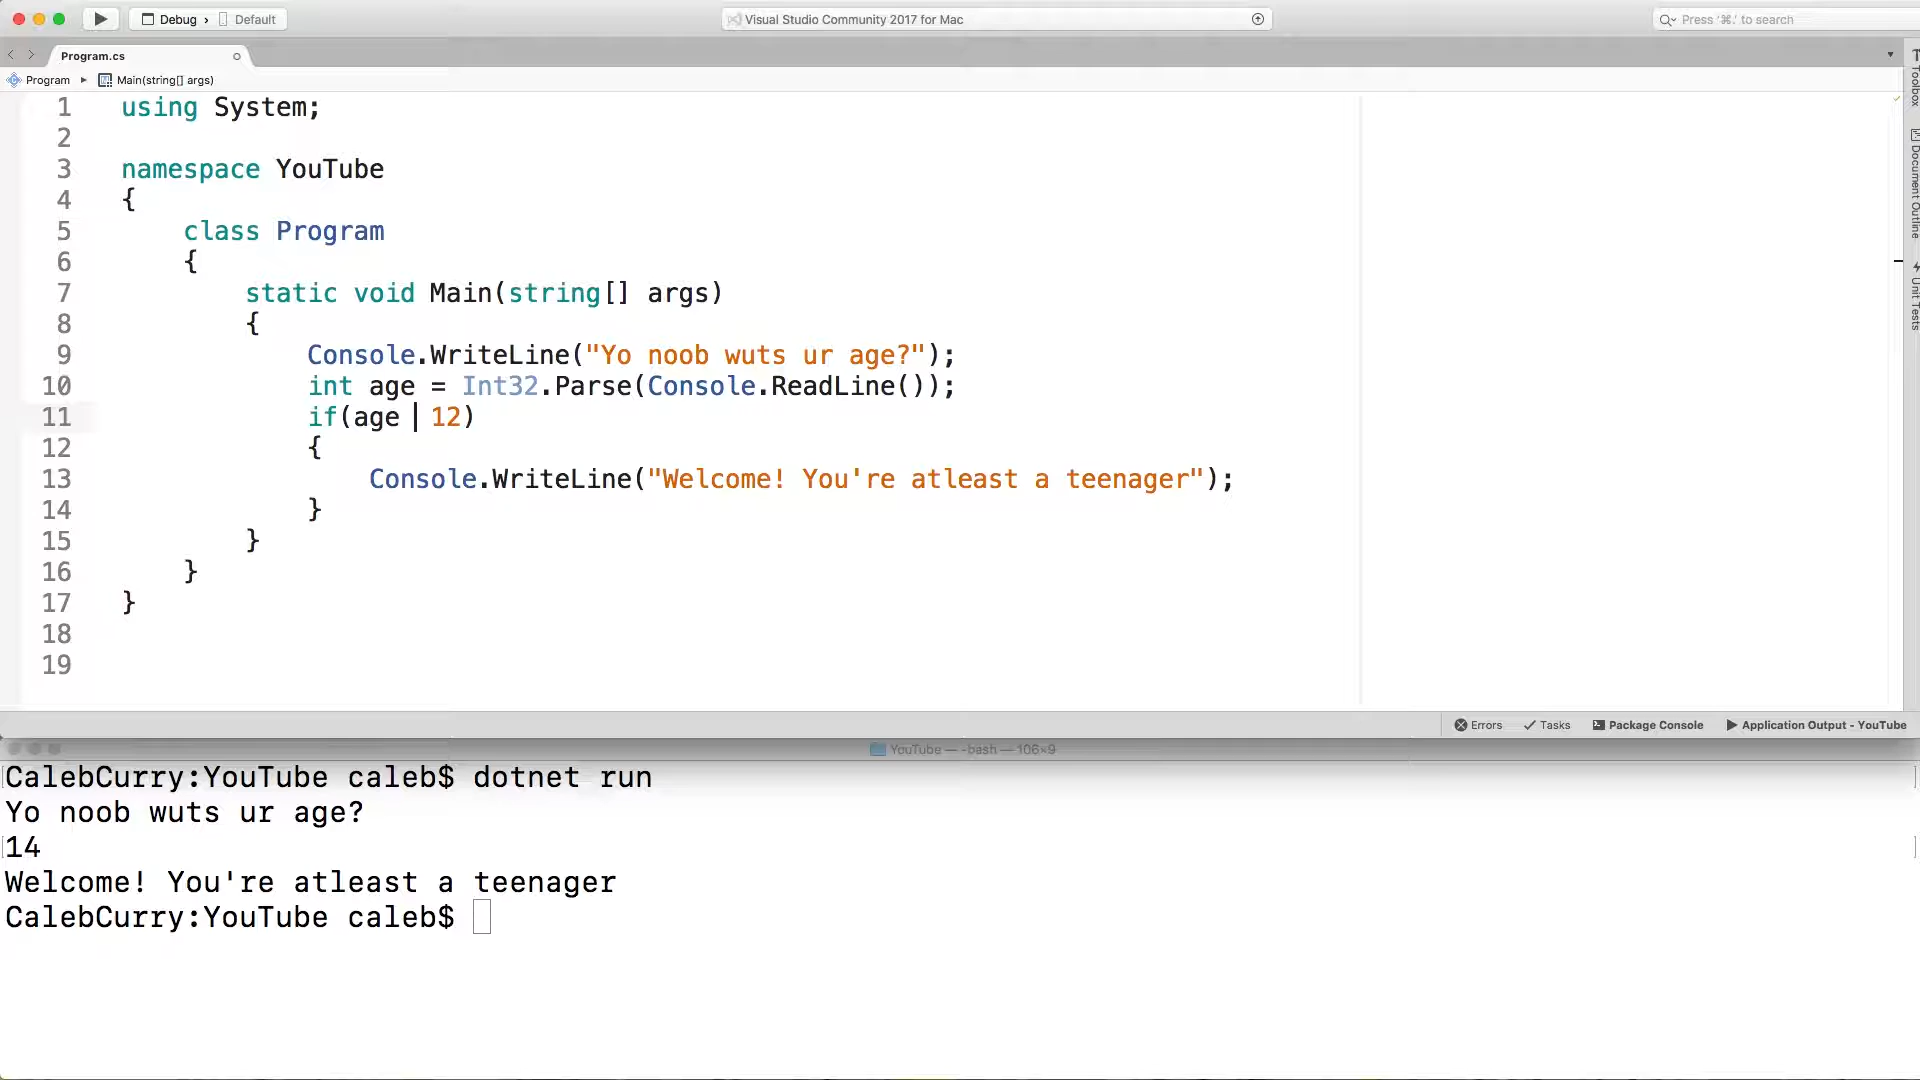 Debug › Default
Visual Studio Community 2017 for Mac
Press '⌘.' to search
Program.cs
Program ▸ Main(string[] args)
1 using System;
2
3 namespace YouTube
4 {
5 class Program
6 {
7 static void Main(string[] args)
8 {
9 Console.WriteLine("Yo noob wuts ur age?");
10 int age = Int32.Parse(Console.ReadLine());
11 if(age 12)
12 {
13 Console.WriteLine("Welcome! You're atleast a teenager");
14 }
15 }
16 }
17 }
18
19
Toolbox
Document Outline
Unit Tests
Errors Tasks Package Console Application Output - YouTube
YouTube — -bash — 106×9
CalebCurry:YouTube caleb$ dotnet run
Yo noob wuts ur age?
14
Welcome! You're atleast a teenager
CalebCurry:YouTube caleb$